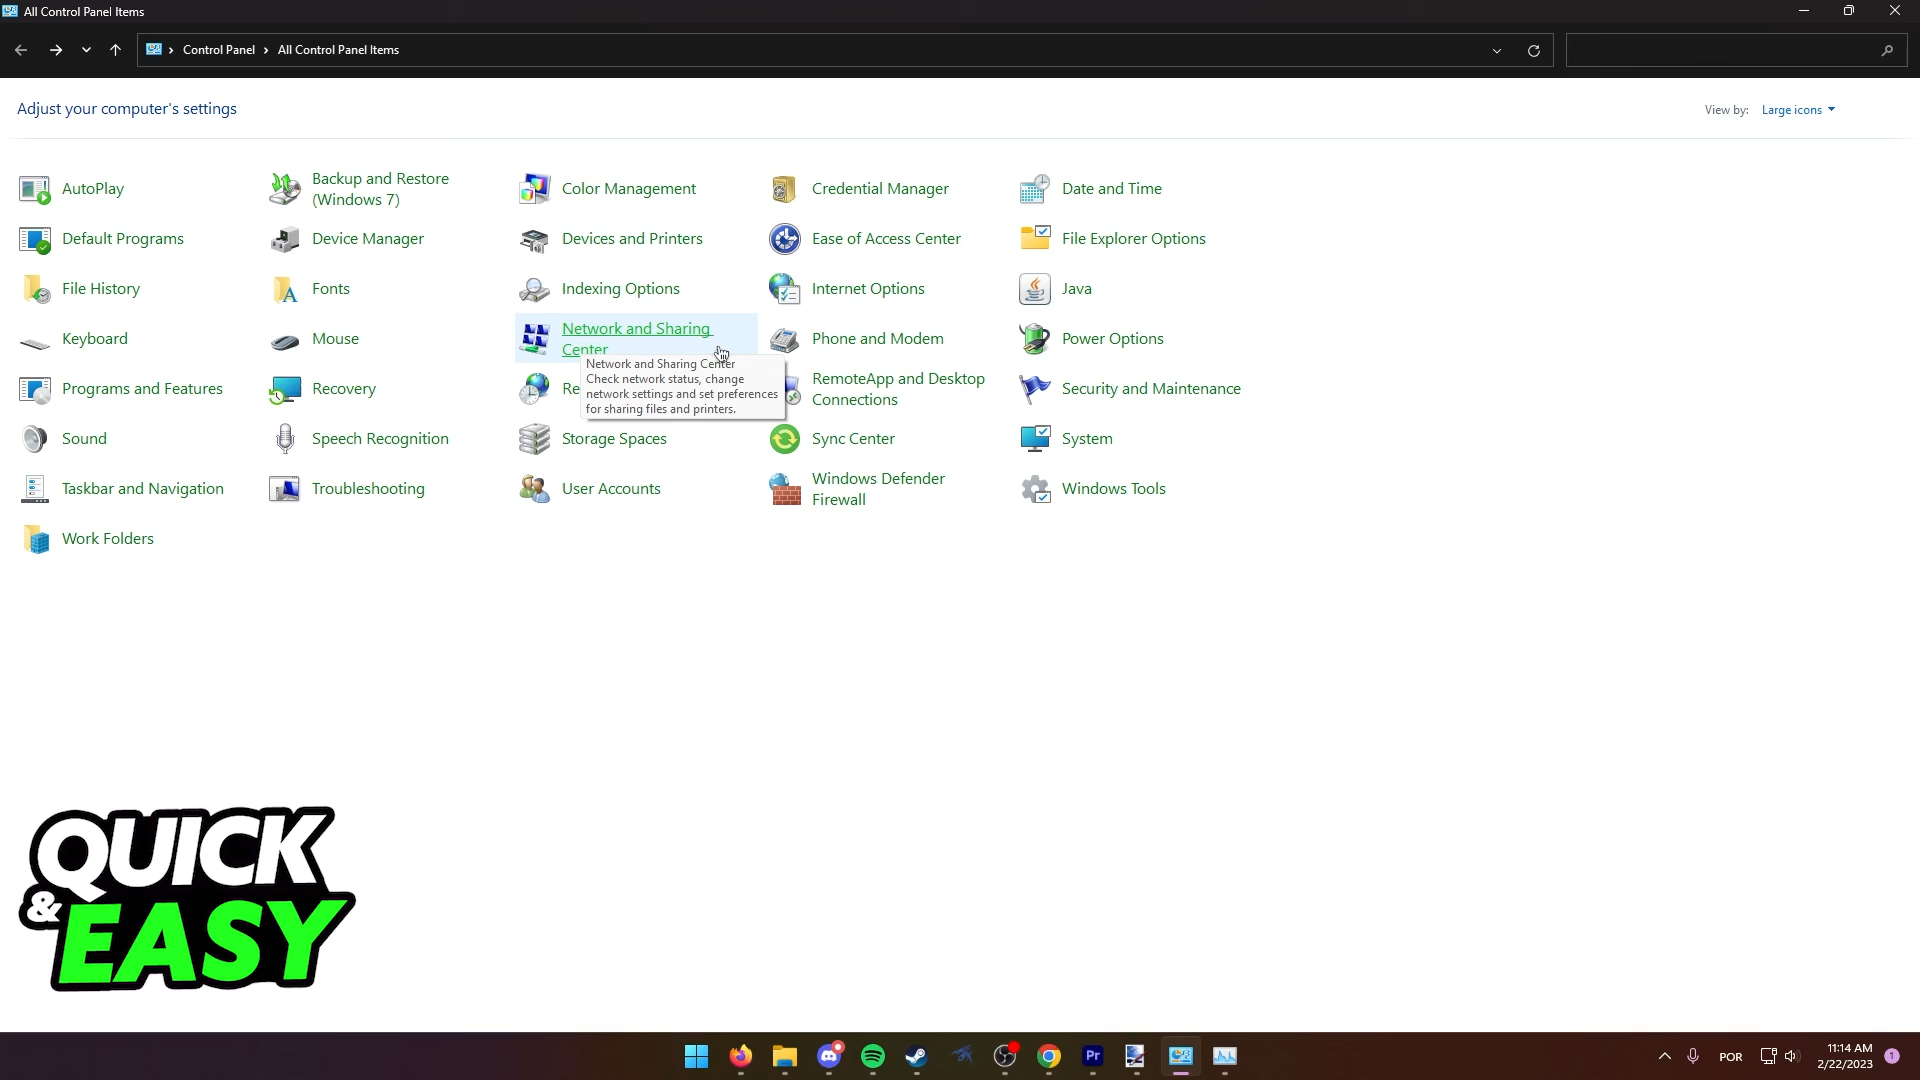 All Control Panel Items
Control Panel > All Control Panel Items
Adjust your computer's settings
View by: Large icons
AutoPlay
Backup and Restore
(Windows 7)
Color Management
Credential Manager
Date and Time
Default Programs
Device Manager
Devices and Printers
Ease of Access Center
File Explorer Options
File History
Fonts
Indexing Options
Internet Options
Java
Keyboard
Mouse
Network and Sharing
Center
Phone and Modem
Power Options
Network and Sharing Center
Check network status, change
network settings and set preferences
for sharing files and printers.
Programs and Features
Recovery
Re
RemoteApp and Desktop
Connections
Security and Maintenance
Sound
Speech Recognition
Storage Spaces
Sync Center
System
Taskbar and Navigation
Troubleshooting
User Accounts
Windows Defender
Firewall
Windows Tools
Work Folders
QUICK
& EASY
Pr
POR
11:14 AM
2/22/2023
1